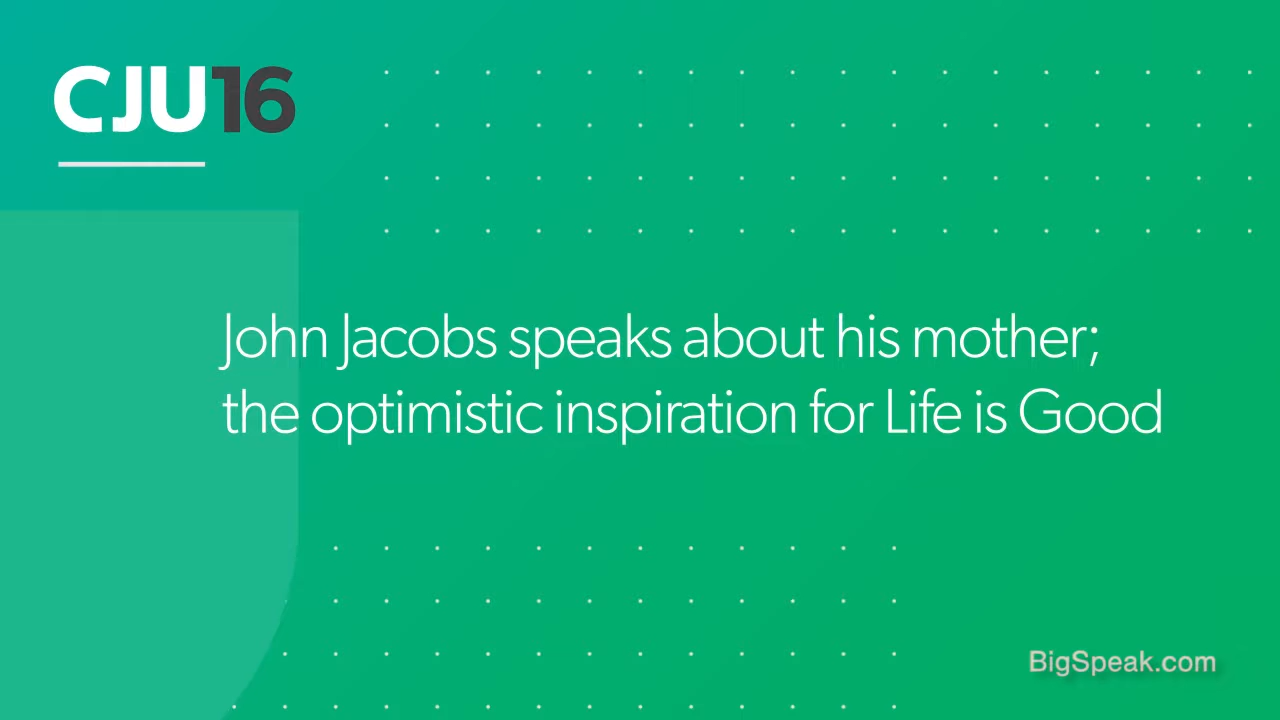 CJU16
John Jacobs speaks about his mother;
the optimistic inspiration for Life is Good
BigSpeak.com